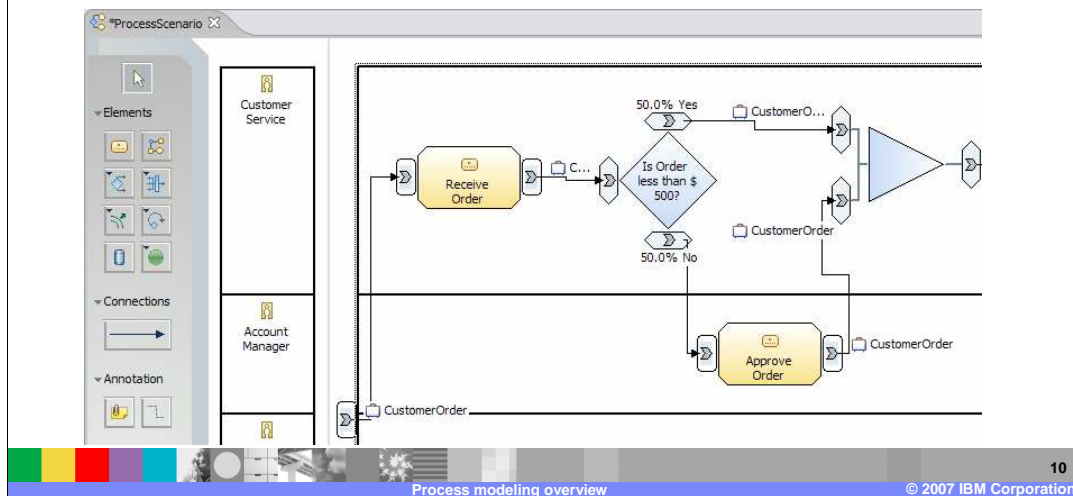 *ProcessScenario
Elements
Connections
Annotation
Customer
Service
Account
Manager
Receive
Order
C...
50.0% Yes
Is Order
less than $
500?
50.0% No
CustomerO...
CustomerOrder
Approve
Order
CustomerOrder
CustomerOrder
10
Process modeling overview
© 2007 IBM Corporation